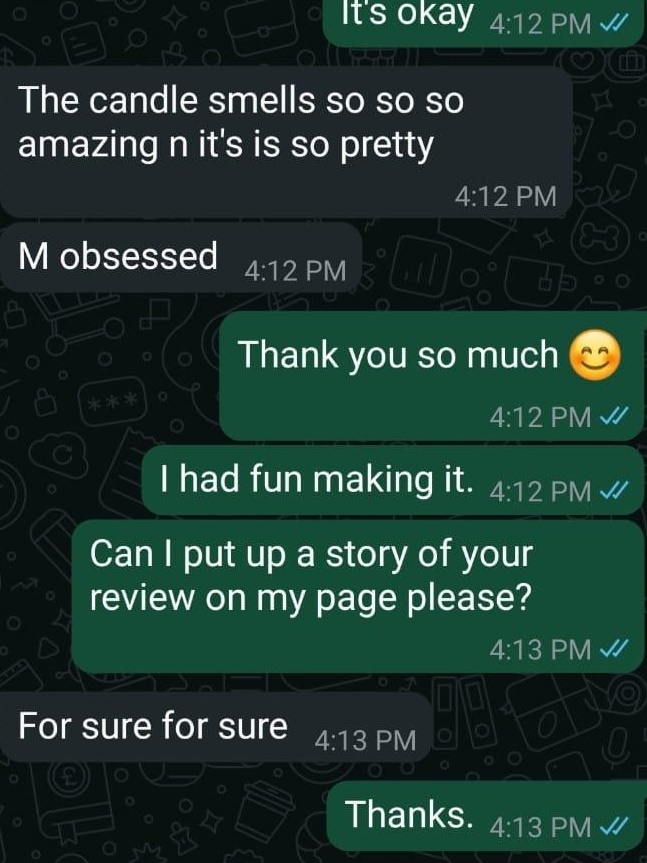 It's okay 4:12 PM
The candle smells so so so
amazing n it's is so pretty
4:12 PM
M obsessed 4:12 PM
Thank you so much 😊
4:12 PM
I had fun making it. 4:12 PM
Can I put up a story of your
review on my page please?
4:13 PM
For sure for sure 4:13 PM
Thanks. 4:13 PM